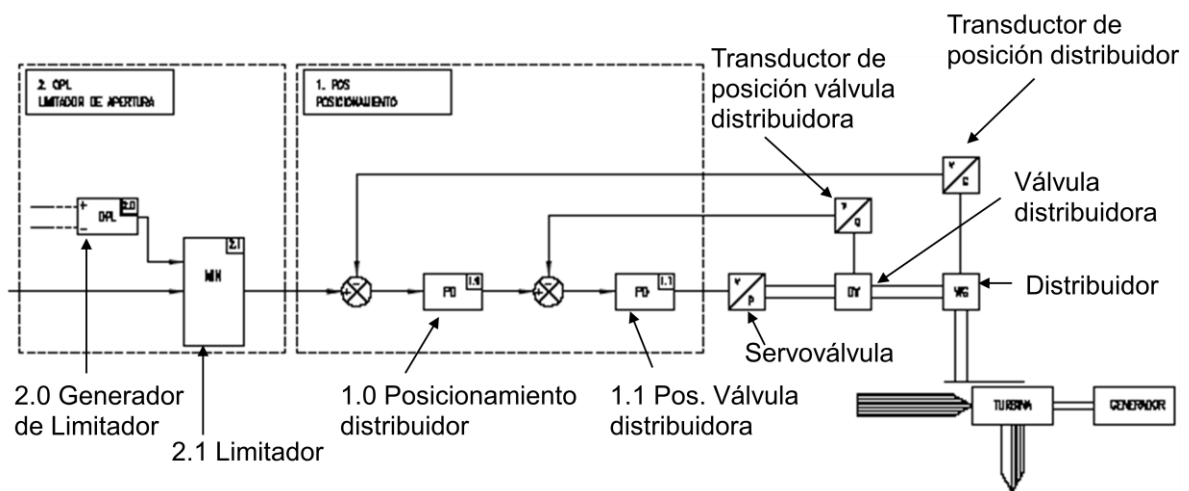 Transductor de
posición distribuidor
Transductor de
posición válvula
distribuidora
2. OPL
LIMITADOR DE APERTURA
1. POS
POSICIONAMIENTO
Válvula
distribuidora
OPL
2.0
MIN
2.1
PD
1.0
PD
1.1
DV
WG
Distribuidor
Servoválvula
2.0 Generador
de Limitador
2.1 Limitador
1.0 Posicionamiento
distribuidor
1.1 Pos. Válvula
distribuidora
TURBINA
GENERADOR